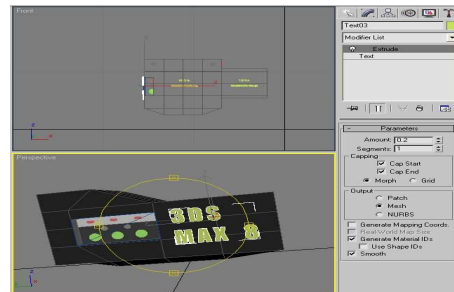 Front
Text03
Modifier List
Extrude
Text
Parameters
Amount: 0.2
Segments: 1
Capping
Cap Start
Cap End
Morph Grid
Output
Patch
Mesh
NURBS
Generate Mapping Coords.
Real-World Map Size
Generate Material IDs
Use Shape IDs
Smooth
Perspective
3DS
MAX 8